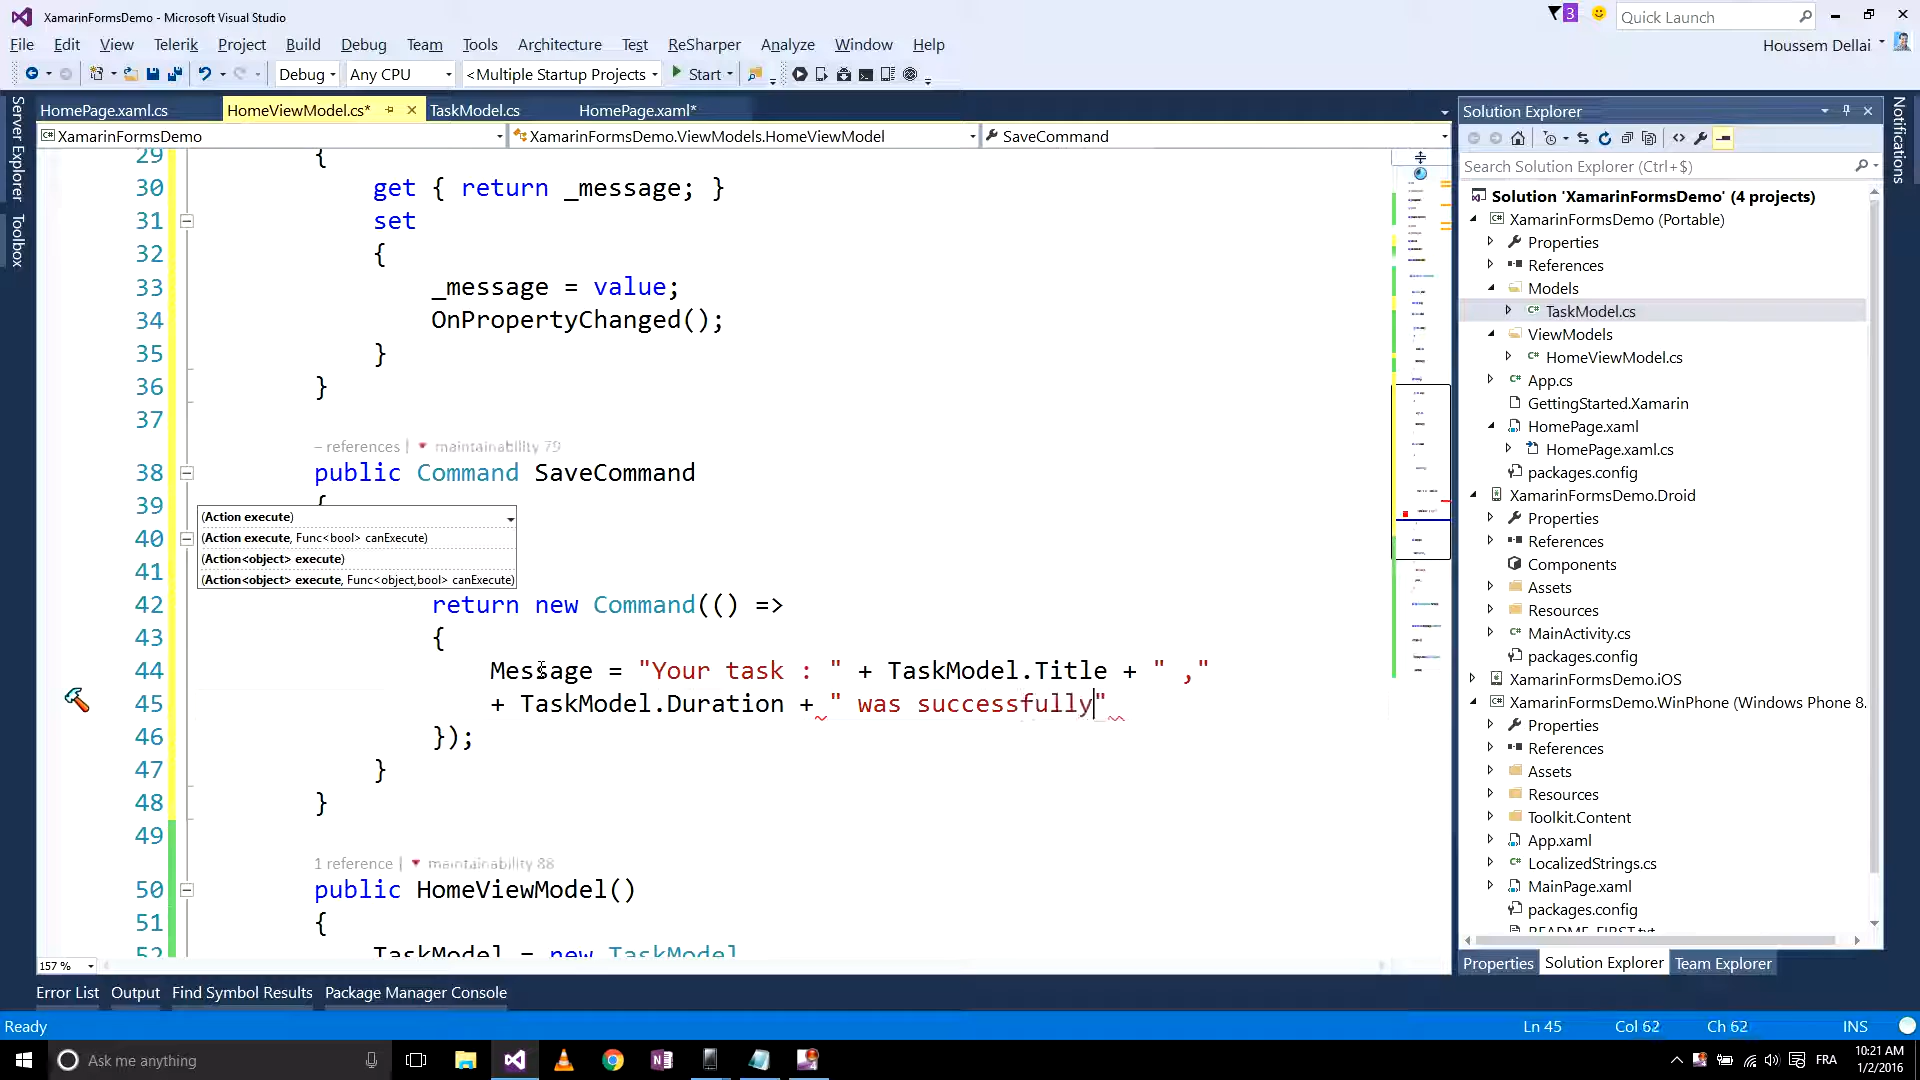 XamarinFormsDemo - Microsoft Visual Studio
3
Quick Launch
File Edit View Telerik Project Build Debug Team Tools Architecture Test ReSharper Analyze Window Help
Houssem Dellai
Debug Any CPU <Multiple Startup Projects Start
Server Explorer
Toolbox
HomePage.xaml.cs HomeViewModel.cs* TaskModel.cs HomePage.xaml*
XamarinFormsDemo XamarinFormsDemo.ViewModels.HomeViewModel SaveCommand
29 {
30 get { return _message; }
31 set
32 {
33 _message = value;
34 OnPropertyChanged();
35 }
36 }
37
– references | maintainability 79
38 public Command SaveCommand
39 {
(Action execute)
(Action execute, Func<bool> canExecute)
40
(Action<object> execute)
41
(Action<object> execute, Func<object,bool> canExecute)
42 return new Command(() =>
43 {
44 Message = "Your task : " + TaskModel.Title + " ,"
45 + TaskModel.Duration + " was successfully"
46 });
47 }
48 }
49
1 reference | maintainability 88
50 public HomeViewModel()
51 {
52 TaskModel = new TaskModel
157 %
Solution Explorer
Search Solution Explorer (Ctrl+$)
Solution 'XamarinFormsDemo' (4 projects)
XamarinFormsDemo (Portable)
Properties
References
Models
TaskModel.cs
ViewModels
HomeViewModel.cs
App.cs
GettingStarted.Xamarin
HomePage.xaml
HomePage.xaml.cs
packages.config
XamarinFormsDemo.Droid
Properties
References
Components
Assets
Resources
MainActivity.cs
packages.config
XamarinFormsDemo.iOS
XamarinFormsDemo.WinPhone (Windows Phone 8.
Properties
References
Assets
Resources
Toolkit.Content
App.xaml
LocalizedStrings.cs
MainPage.xaml
packages.config
README_FIRST.txt
Properties Solution Explorer Team Explorer
Notifications
Error List Output Find Symbol Results Package Manager Console
Ready Ln 45 Col 62 Ch 62 INS
Ask me anything
FRA
10:21 AM
1/2/2016